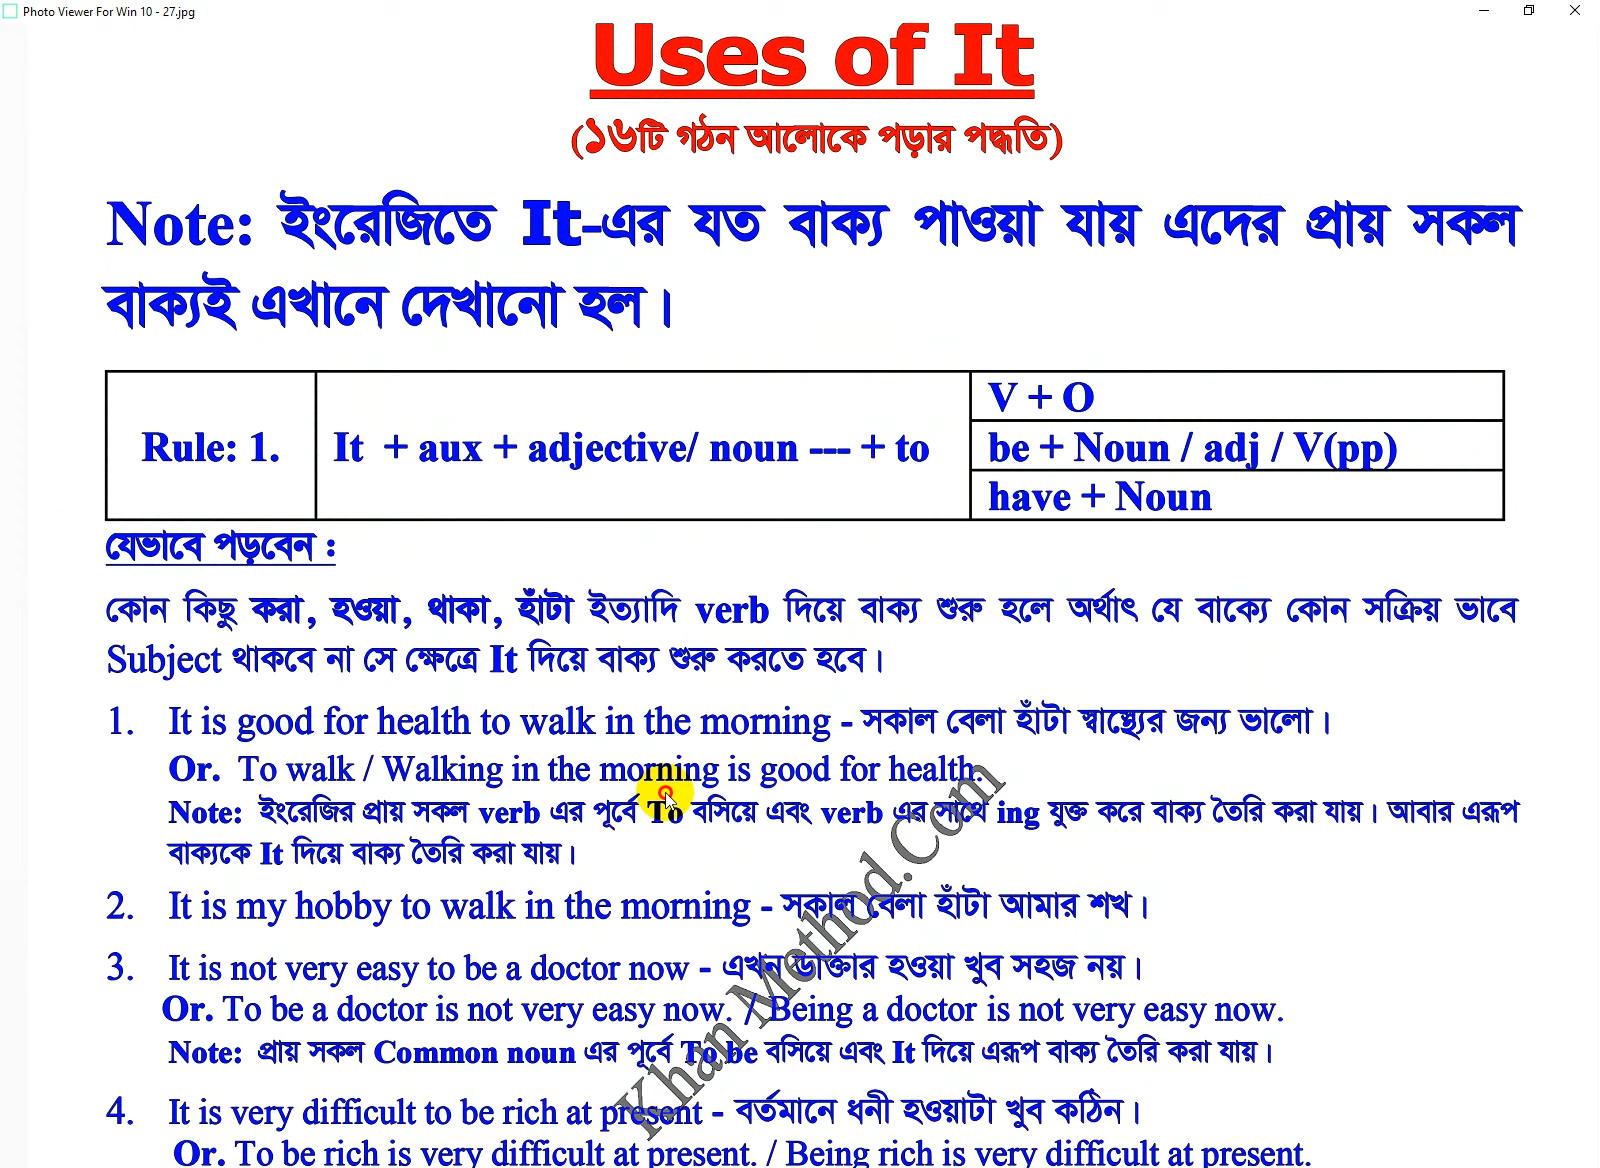 Photo Viewer For Win 10 - 27.jpg
Uses of It
(১৬টি গঠন আলোকে পড়ার পদ্ধতি)
Note: ইংরেজিতে It-এর যত বাক্য পাওয়া যায় এদের প্রায় সকল
বাক্যই এখানে দেখানো হল।
Rule: 1. It + aux + adjective/ noun --- + to
V + O
be + Noun / adj / V(pp)
have + Noun
যেভাবে পড়বেন :
কোন কিছু করা, হওয়া, থাকা, হাঁটা ইত্যাদি verb দিয়ে বাক্য শুরু হলে অর্থাৎ যে বাক্যে কোন সক্রিয় ভাবে
Subject থাকবে না সে ক্ষেত্রে It দিয়ে বাক্য শুরু করতে হবে।
1. It is good for health to walk in the morning - সকাল বেলা হাঁটা স্বাস্থ্যের জন্য ভালো।
Or. To walk / Walking in the morning is good for health.
Note: ইংরেজির প্রায় সকল verb এর পূর্বে To বসিয়ে এবং verb এর সাথে ing যুক্ত করে বাক্য তৈরি করা যায়। আবার এরূপ
বাক্যকে It দিয়ে বাক্য তৈরি করা যায়।
2. It is my hobby to walk in the morning - সকাল বেলা হাঁটা আমার শখ।
3. It is not very easy to be a doctor now - এখন ডাক্তার হওয়া খুব সহজ নয়।
Or. To be a doctor is not very easy now. / Being a doctor is not very easy now.
Note: প্রায় সকল Common noun এর পূর্বে To be বসিয়ে এবং It দিয়ে এরূপ বাক্য তৈরি করা যায়।
4. It is very difficult to be rich at present - বর্তমানে ধনী হওয়াটা খুব কঠিন।
Or. To be rich is very difficult at present. / Being rich is very difficult at present.
Khan Method.Com